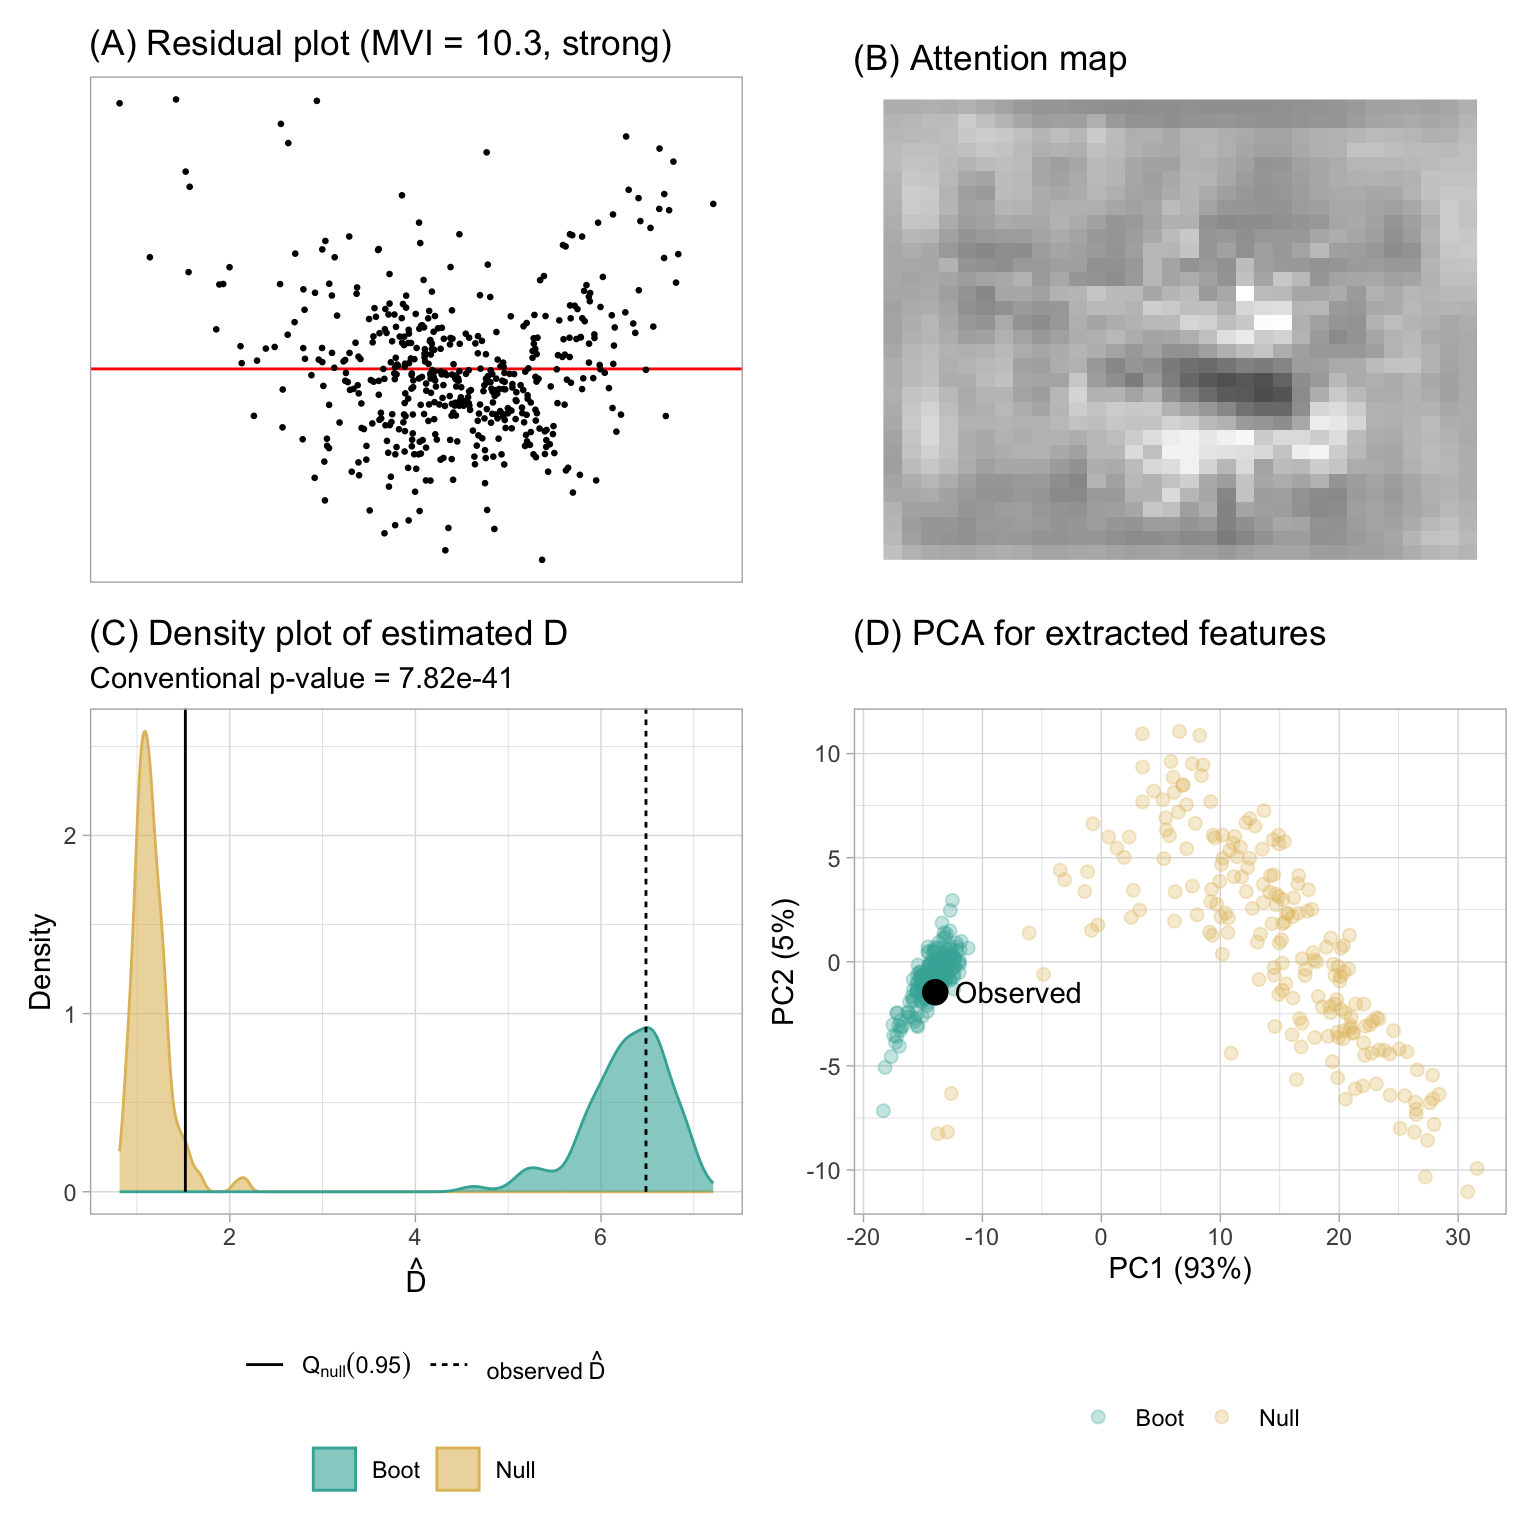 (A) Residual plot (MVI = 10.3, strong)
(B) Attention map
(C) Density plot of estimated D
Conventional p-value = 7.82e-41
Density
0
1
2
2
4
6
D̂
Qnull(0.95)
observed D̂
Boot
Null
(D) PCA for extracted features
PC2 (5%)
10
5
0
-5
-10
Observed
-20
-10
0
10
20
30
PC1 (93%)
Boot
Null